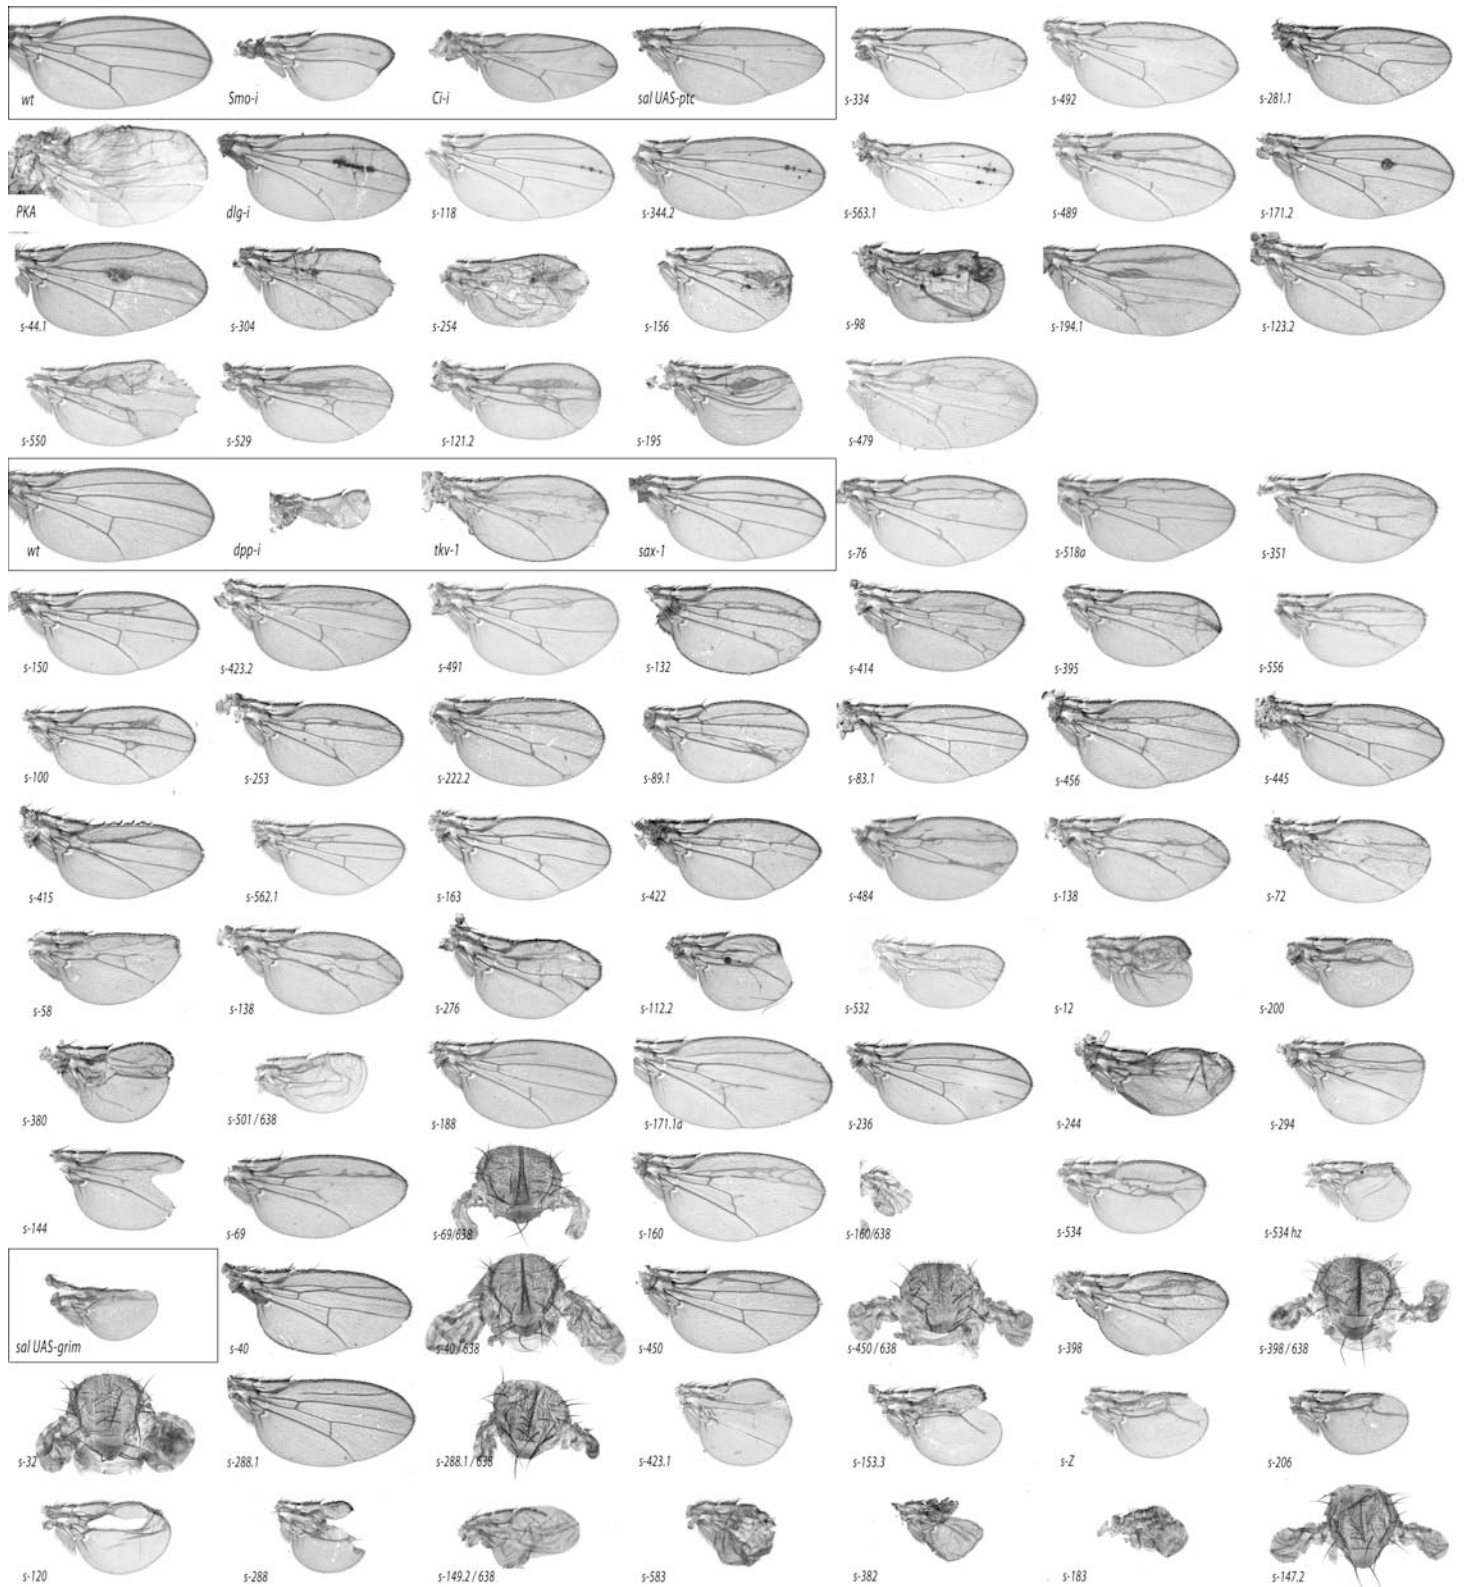 wt
Smo-i
Ci-i
sal UAS-ptc
s-334
s-492
s-281.1
PKA
dlg-i
s-118
s-344.2
s-563.1
s-489
s-171.2
s-44.1
s-304
s-254
s-156
s-98
s-194.1
s-123.2
s-550
s-529
s-121.2
s-195
s-479
wt
dpp-i
tkv-1
sax-1
s-76
s-518a
s-351
s-150
s-423.2
s-491
s-132
s-414
s-395
s-556
s-100
s-253
s-222.2
s-89.1
s-83.1
s-456
s-445
s-415
s-562.1
s-163
s-422
s-484
s-138
s-72
s-58
s-138
s-276
s-112.2
s-532
s-12
s-200
s-380
s-501 / 638
s-188
s-171.1a
s-236
s-244
s-294
s-144
s-69
s-69/638
s-160
s-160/638
s-534
s-534 hz
sal UAS-grim
s-40
s-40 / 638
s-450
s-450 / 638
s-398
s-398 / 638
s-32
s-288.1
s-288.1 / 638
s-423.1
s-153.3
s-Z
s-206
s-120
s-288
s-149.2 / 638
s-583
s-382
s-183
s-147.2